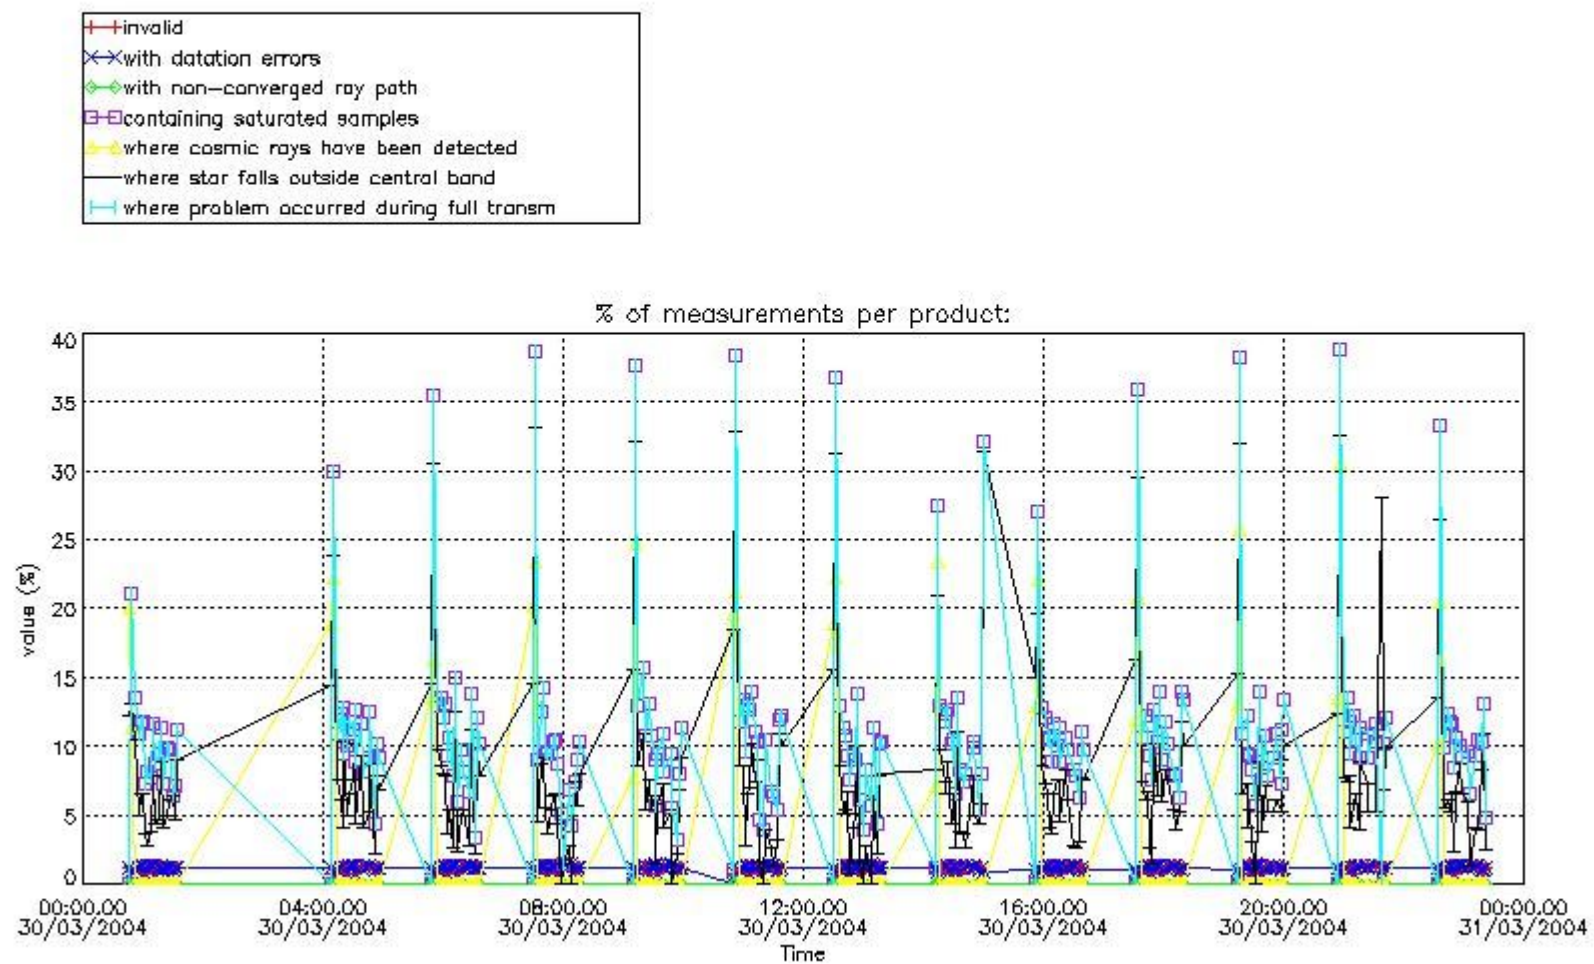 invalid
with datation errors
with non-converged ray path
containing saturated samples
where cosmic rays have been detected
where star falls outside central band
where problem occurred during full transm
% of measurements per product:
40
35
30
25
20
15
10
5
0
value (%)
00:00:00 04:00:00 08:00:00 12:00:00 16:00:00 20:00:00 00:00:00
30/03/2004 30/03/2004 30/03/2004 30/03/2004 30/03/2004 30/03/2004 31/03/2004
Time